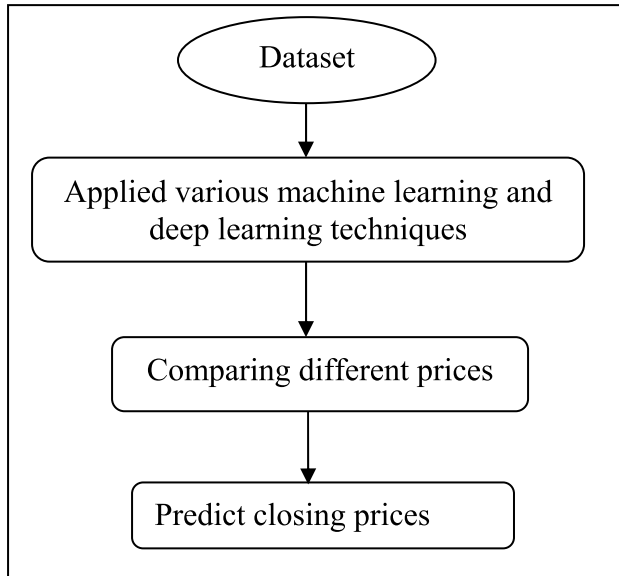 Dataset
Applied various machine learning and
deep learning techniques
Comparing different prices
Predict closing prices